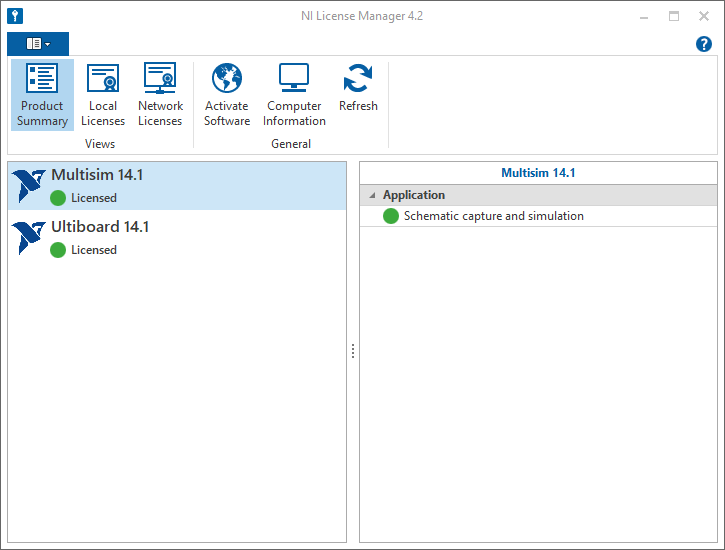 NI License Manager 4.2
?
Product
Summary
Local
Licenses
Network
Licenses
Activate
Software
Computer
Information
Refresh
Views
General
Multisim 14.1
Licensed
Ultiboard 14.1
Licensed
Multisim 14.1
Application
Schematic capture and simulation